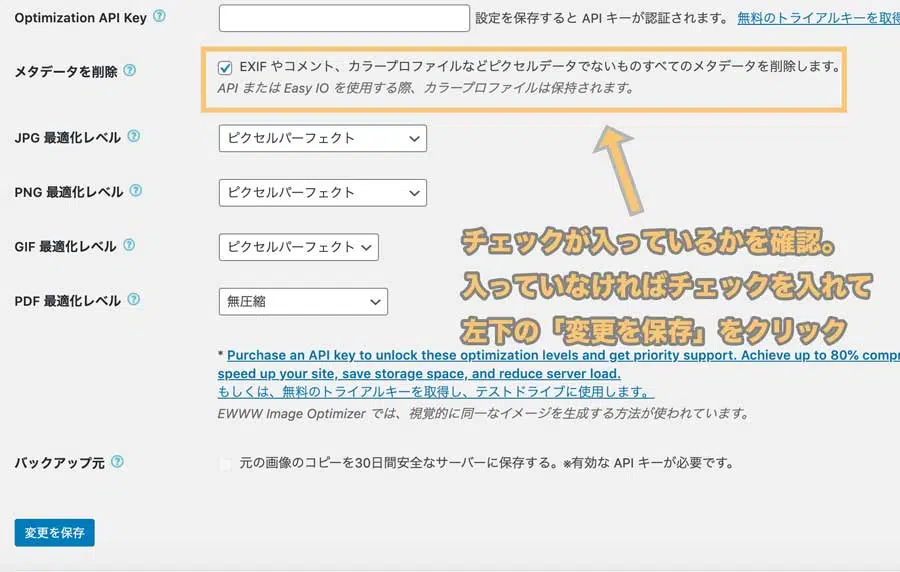 Optimization API Key ? 設定を保存すると API キーが認証されます。 無料のトライアルキーを取得
メタデータを削除 ? EXIF やコメント、カラープロファイルなどピクセルデータでないものすべてのメタデータを削除します。
API または Easy IO を使用する際、カラープロファイルは保持されます。
JPG 最適化レベル ? ピクセルパーフェクト
PNG 最適化レベル ? ピクセルパーフェクト
GIF 最適化レベル ? ピクセルパーフェクト
チェックが入っているかを確認。
入っていなければチェックを入れて
左下の「変更を保存」をクリック
PDF 最適化レベル ? 無圧縮
* Purchase an API key to unlock these optimization levels and get priority support. Achieve up to 80% compr
speed up your site, save storage space, and reduce server load.
もしくは、無料のトライアルキーを取得し、テストドライブに使用します。
EWWW Image Optimizer では、視覚的に同一なイメージを生成する方法が使われています。
バックアップ元 ? 元の画像のコピーを30日間安全なサーバーに保存する。※有効な API キーが必要です。
変更を保存